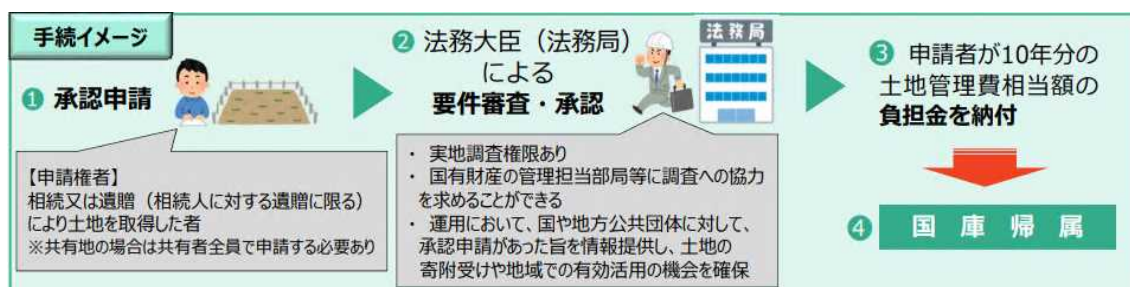 手続イメージ
❶ 承認申請
【申請権者】
相続又は遺贈（相続人に対する遺贈に限る）
により土地を取得した者
※共有地の場合は共有者全員で申請する必要あり
❷ 法務大臣（法務局）
による
要件審査・承認
法務局
・ 実地調査権限あり
・ 国有財産の管理担当部局等に調査への協力
を求めることができる
・ 運用において、国や地方公共団体に対して、
承認申請があった旨を情報提供し、土地の
寄附受けや地域での有効活用の機会を確保
❸ 申請者が10年分の
土地管理費相当額の
負担金を納付
❹ 国庫帰属